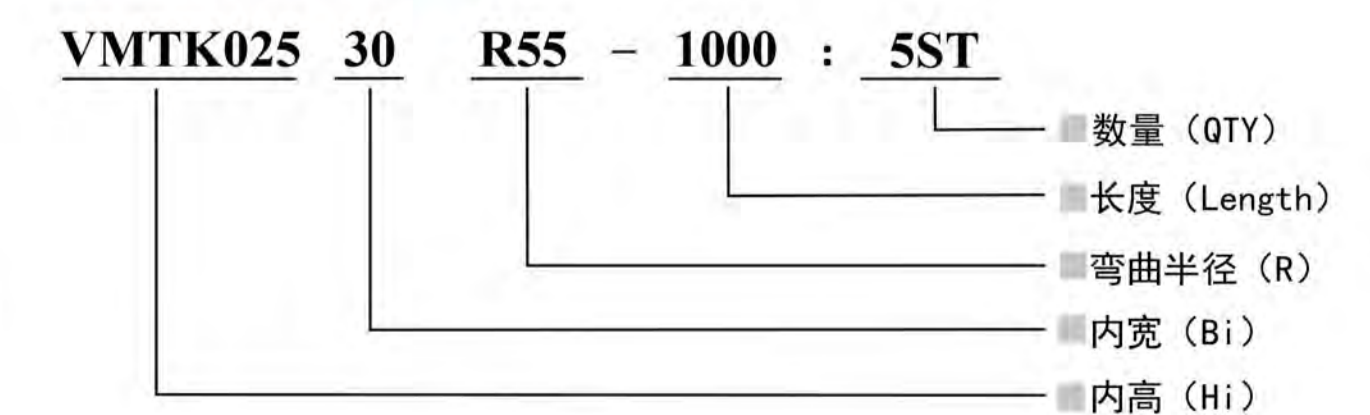 VMTK025 30 R55 - 1000 : 5ST
数量（QTY）
长度（Length）
弯曲半径（R）
内宽（Bi）
内高（Hi）